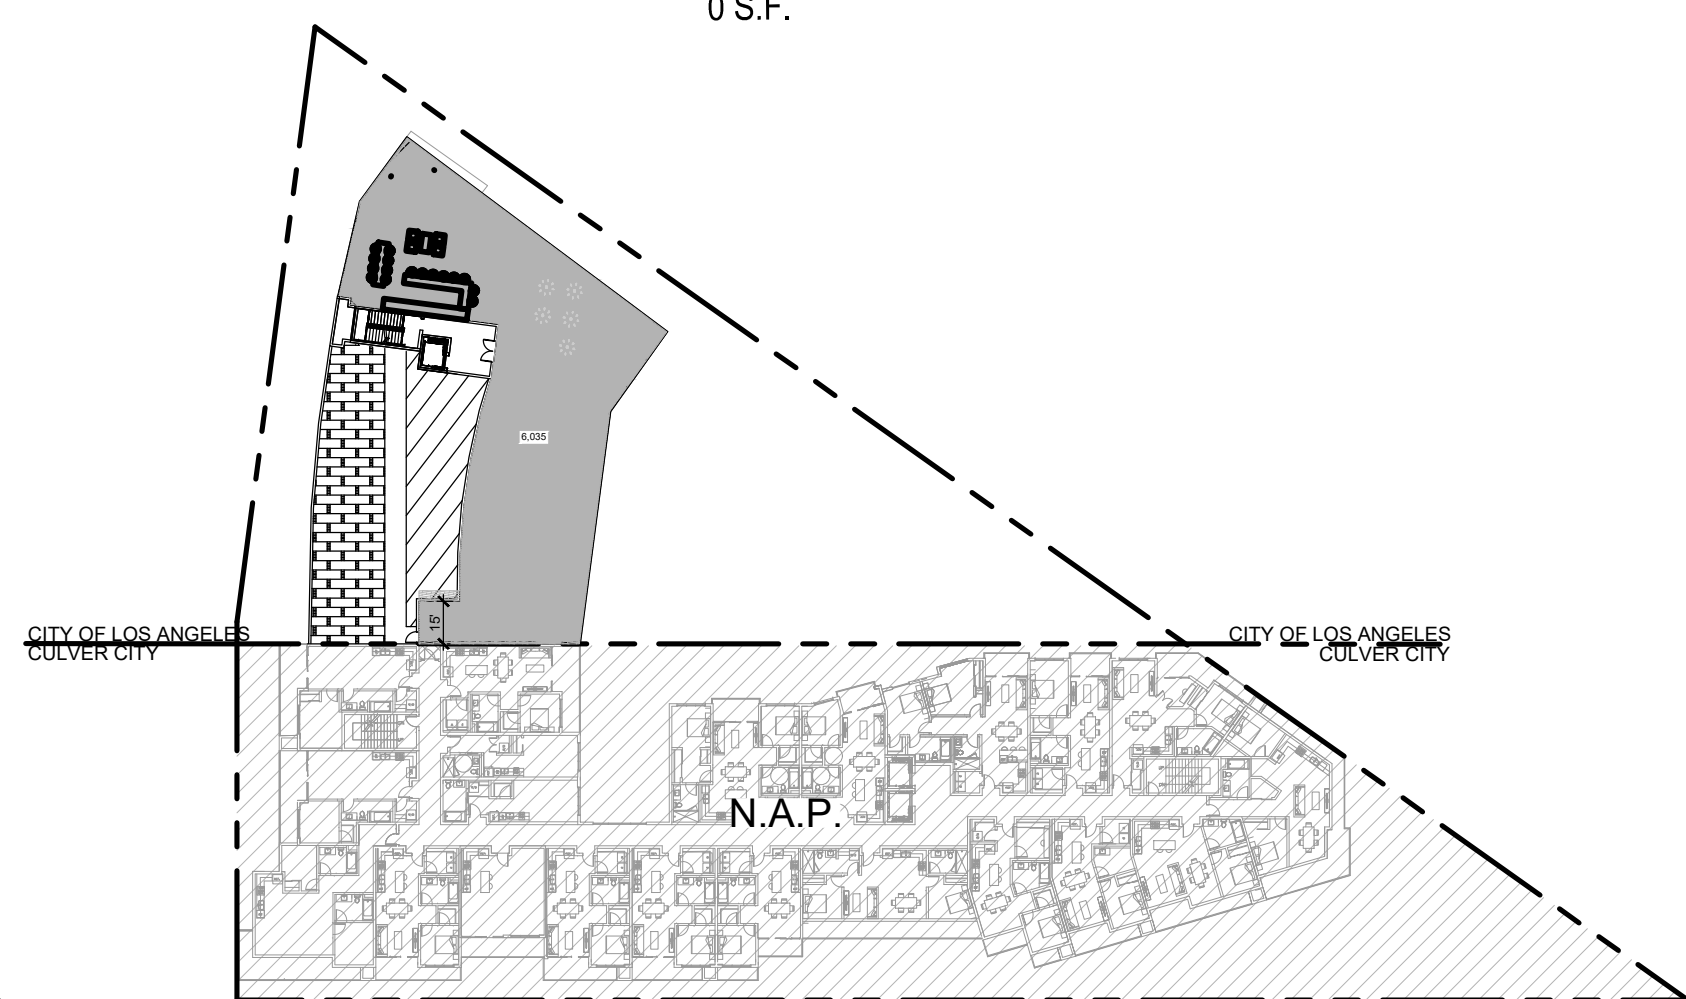 0 S.F.
6,035
15'
CITY OF LOS ANGELES
CULVER CITY
CITY OF LOS ANGELES
CULVER CITY
N.A.P.